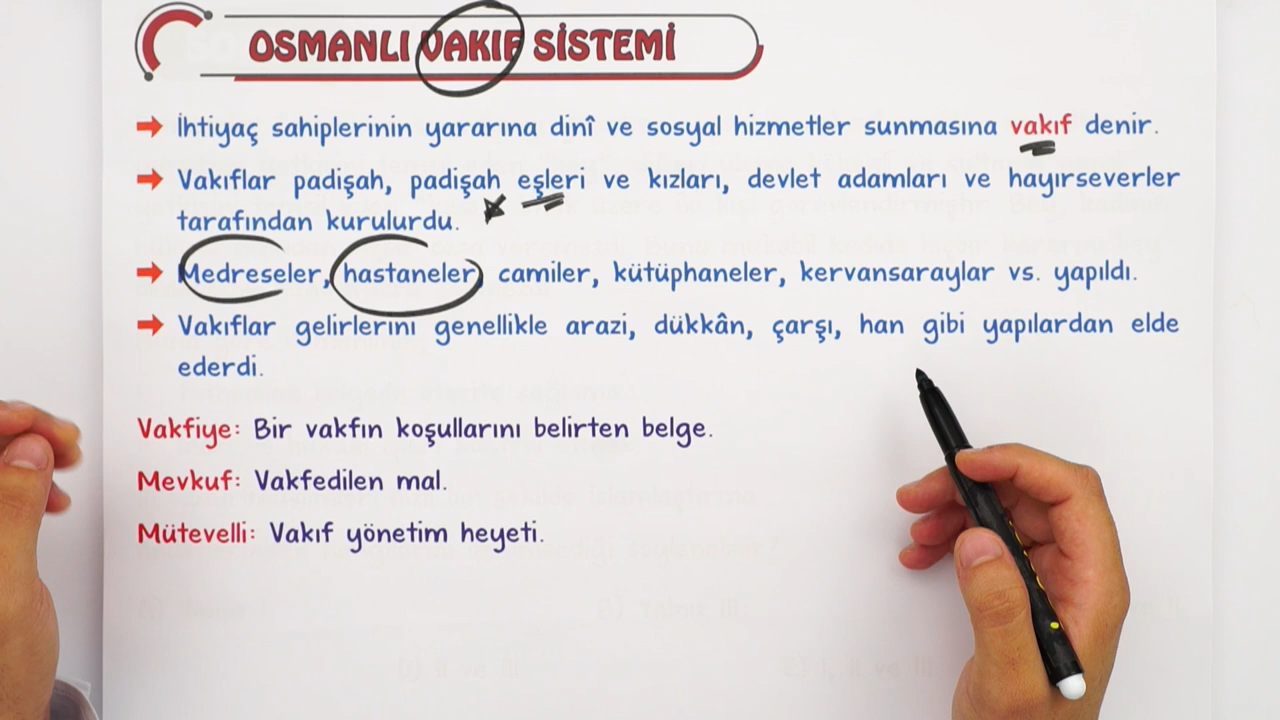 OSMANLI VAKIF SİSTEMİ
İhtiyaç sahiplerinin yararına dinî ve sosyal hizmetler sunmasına vakıf denir.
Vakıflar padişah, padişah eşleri ve kızları, devlet adamları ve hayırseverler
tarafından kurulurdu.
Medreseler, hastaneler, camiler, kütüphaneler, kervansaraylar vs. yapıldı.
Vakıflar gelirlerini genellikle arazi, dükkân, çarşı, han gibi yapılardan elde
ederdi.
Vakfiye: Bir vakfın koşullarını belirten belge.
Mevkuf: Vakfedilen mal.
Mütevelli: Vakıf yönetim heyeti.